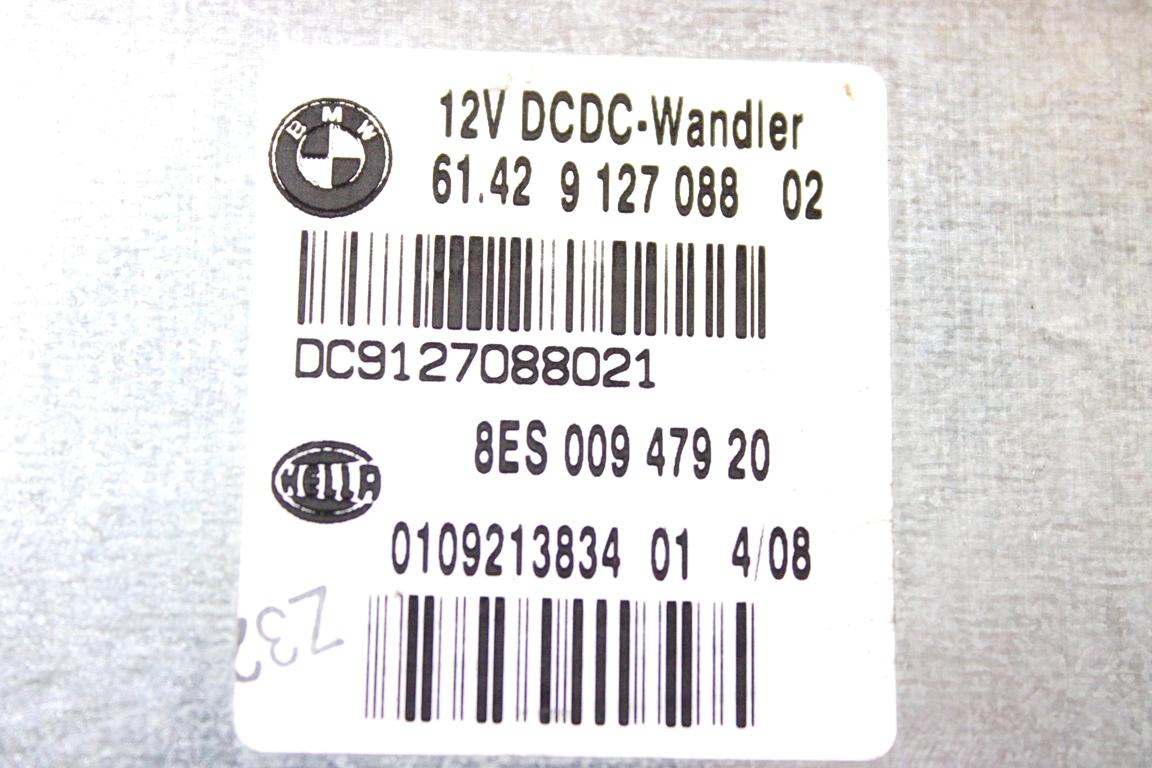 BMW
12V DCDC-Wandler
61.42 9 127 088 02
DC9127088021
8ES 009 479 20
HELLA
0109213834 01 4/08